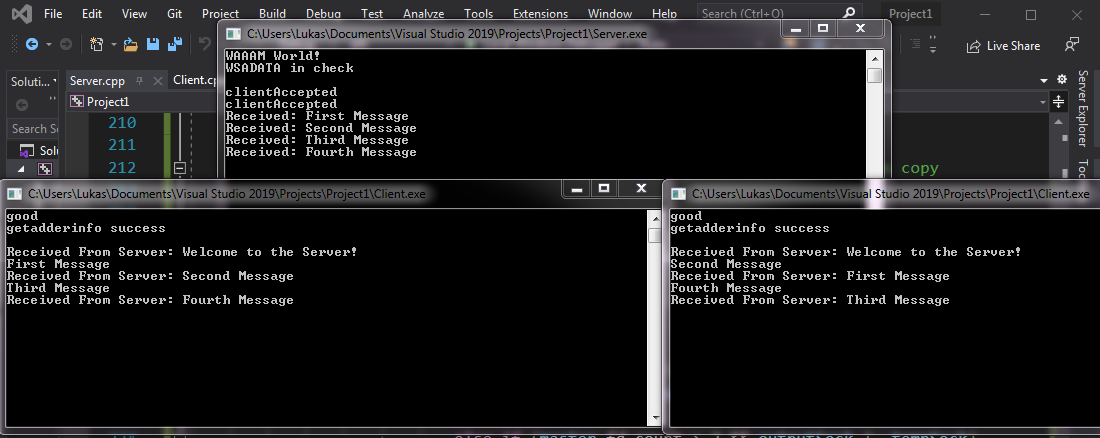 File Edit View Git Project Build Debug Test Analyze Tools Extensions Window Help Search (Ctrl+Q) Project1
Live Share
C:\Users\Lukas\Documents\Visual Studio 2019\Projects\Project1\Server.exe
WAAAM World!
WSADATA in check
clientAccepted
clientAccepted
Received: First Message
Received: Second Message
Received: Third Message
Received: Fourth Message
Soluti...
Server.cpp
Client.cp
Project1
Search So
Solu
210
211
212
copy
Server Explorer
C:\Users\Lukas\Documents\Visual Studio 2019\Projects\Project1\Client.exe
good
getadderinfo success
Received From Server: Welcome to the Server!
First Message
Received From Server: Second Message
Third Message
Received From Server: Fourth Message
C:\Users\Lukas\Documents\Visual Studio 2019\Projects\Project1\Client.exe
good
getadderinfo success
Received From Server: Welcome to the Server!
Second Message
Received From Server: First Message
Fourth Message
Received From Server: Third Message